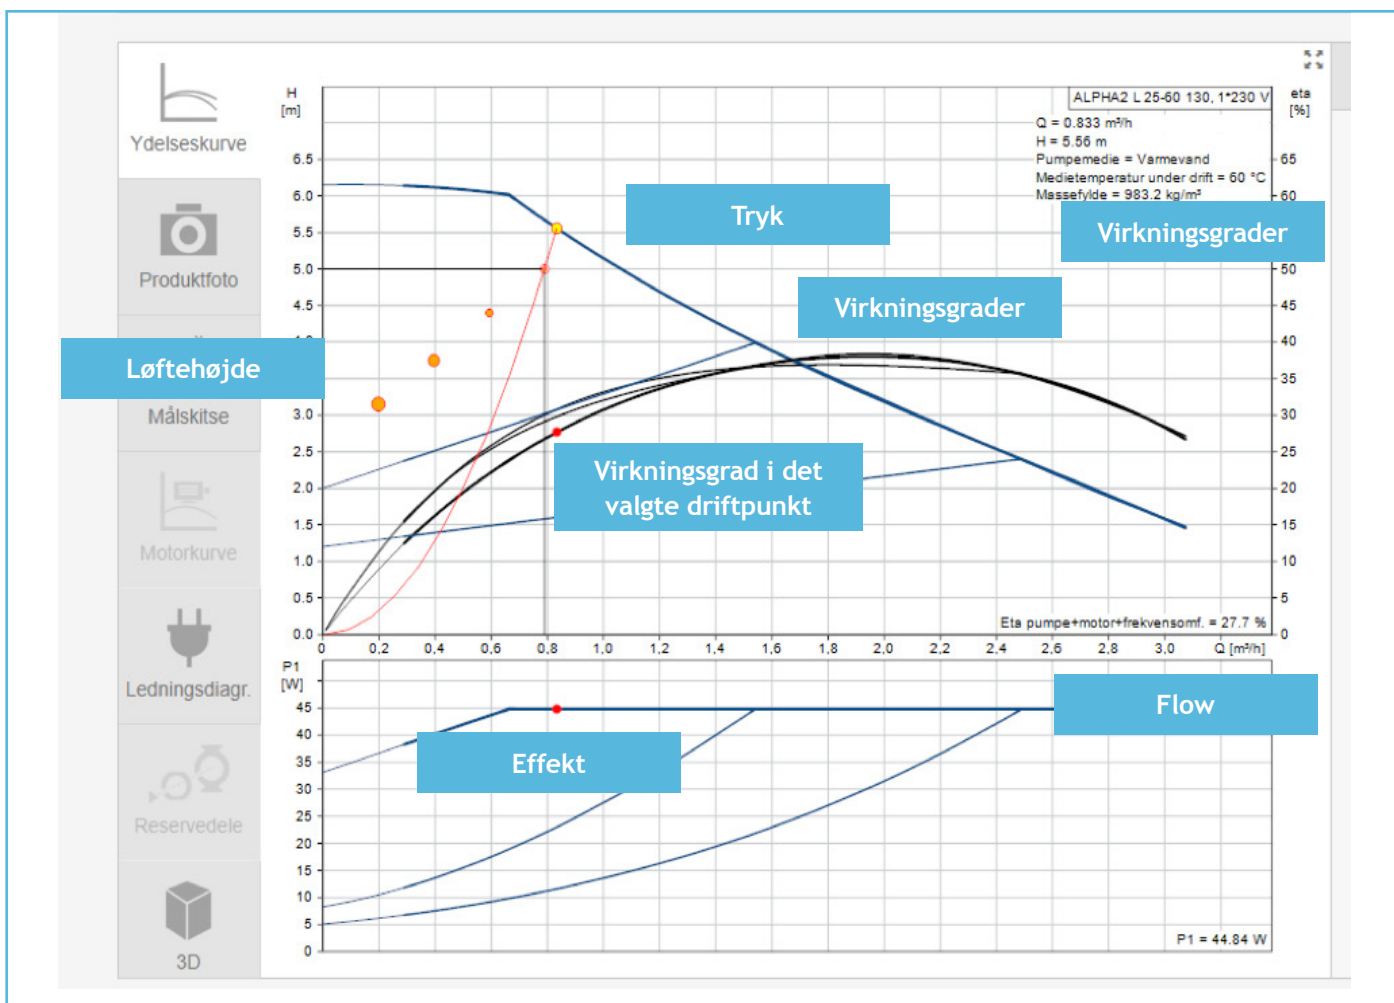 Ydelseskurve
Produktfoto
Målskitse
Motorkurve
Ledningsdiagr.
Reservedele
3D
H
[m]
6.5
6.0
5.5
5.0
4.5
3.0
2.5
2.0
1.5
1.0
0.5
0.0
ALPHA2 L 25-60 130, 1*230 V
Q = 0.833 m³/h
H = 5.56 m
Pumpemedie = Varmevand
Medietemperatur under drift = 60 °C
Massefylde = 983.2 kg/m³
eta
[%]
65
60
50
45
40
35
30
25
20
15
10
5
0
Tryk
Virkningsgrader
Virkningsgrader
Løftehøjde
Virkningsgrad i det
valgte driftpunkt
Eta pumpe+motor+frekvensomf. = 27.7 %
0 0,2 0,4 0,6 0,8 1,0 1,2 1,4 1,6 1,8 2,0 2,2 2,4 2,6 2,8 3.0 Q [m³/h]
P1
[W]
45
40
35
30
25
20
15
10
5
0
Flow
Effekt
P1 = 44.84 W